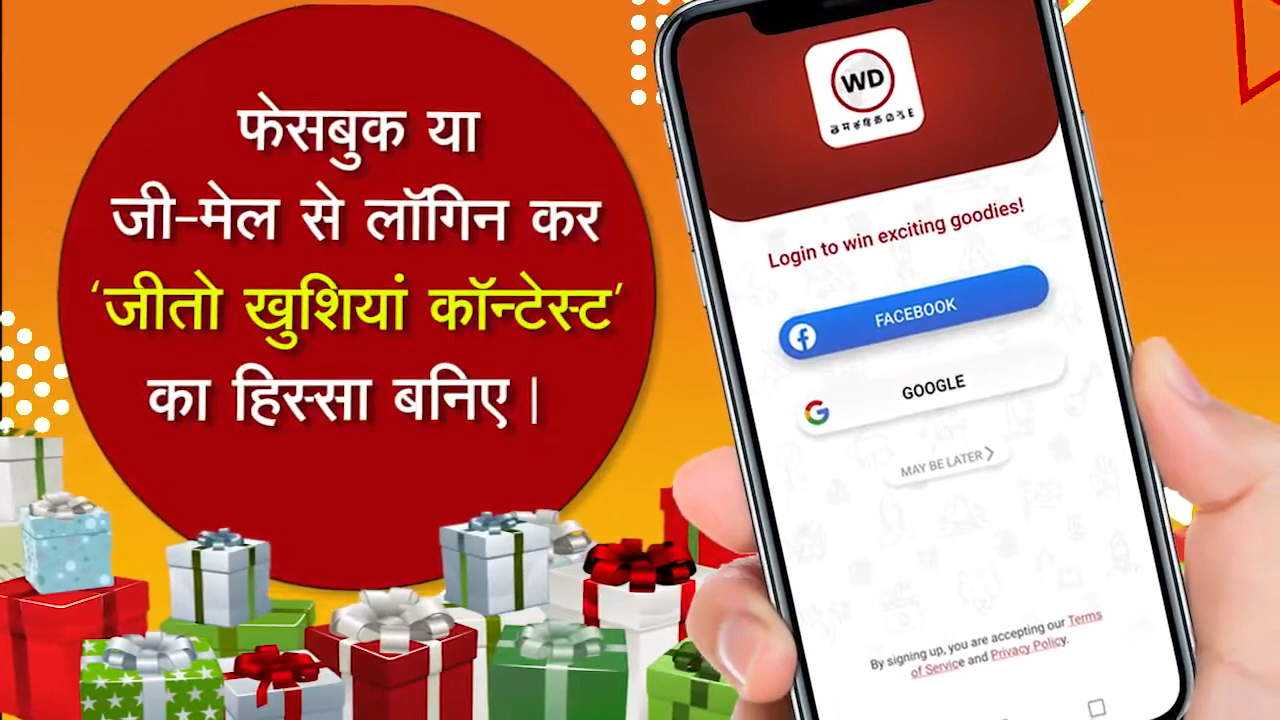 फेसबुक या
जी-मेल से लॉगिन कर
‘जीतो खुशियां कॉन्टेस्ट’
का हिस्सा बनिए|
WD
Login to win exciting goodies!
FACEBOOK
GOOGLE
MAY BE LATER
By signing up, you are accepting our Terms
of Service and Privacy Policy.